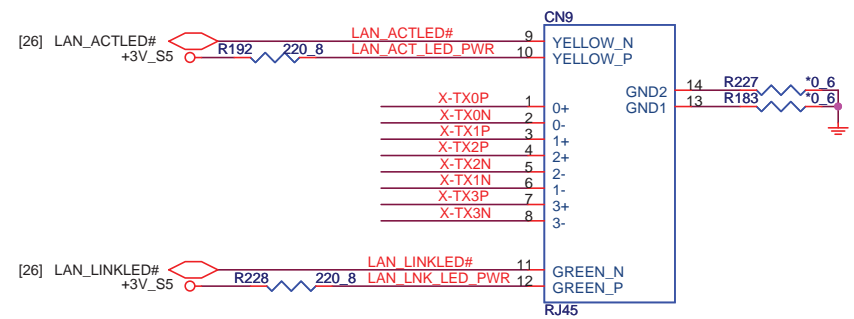 CN9
[26] LAN_ACTLED# LAN_ACTLED# 9 YELLOW_N
+3V_S5 R192 220_8 LAN_ACT_LED_PWR 10 YELLOW_P
GND2 14 R227 *0_6
GND1 13 R183 *0_6
X-TX0P 1 0+
X-TX0N 2 0-
X-TX1P 3 1+
X-TX2P 4 2+
X-TX2N 5 2-
X-TX1N 6 1-
X-TX3P 7 3+
X-TX3N 8 3-
[26] LAN_LINKLED# LAN_LINKLED# 11 GREEN_N
+3V_S5 R228 220_8 LAN_LNK_LED_PWR 12 GREEN_P
RJ45